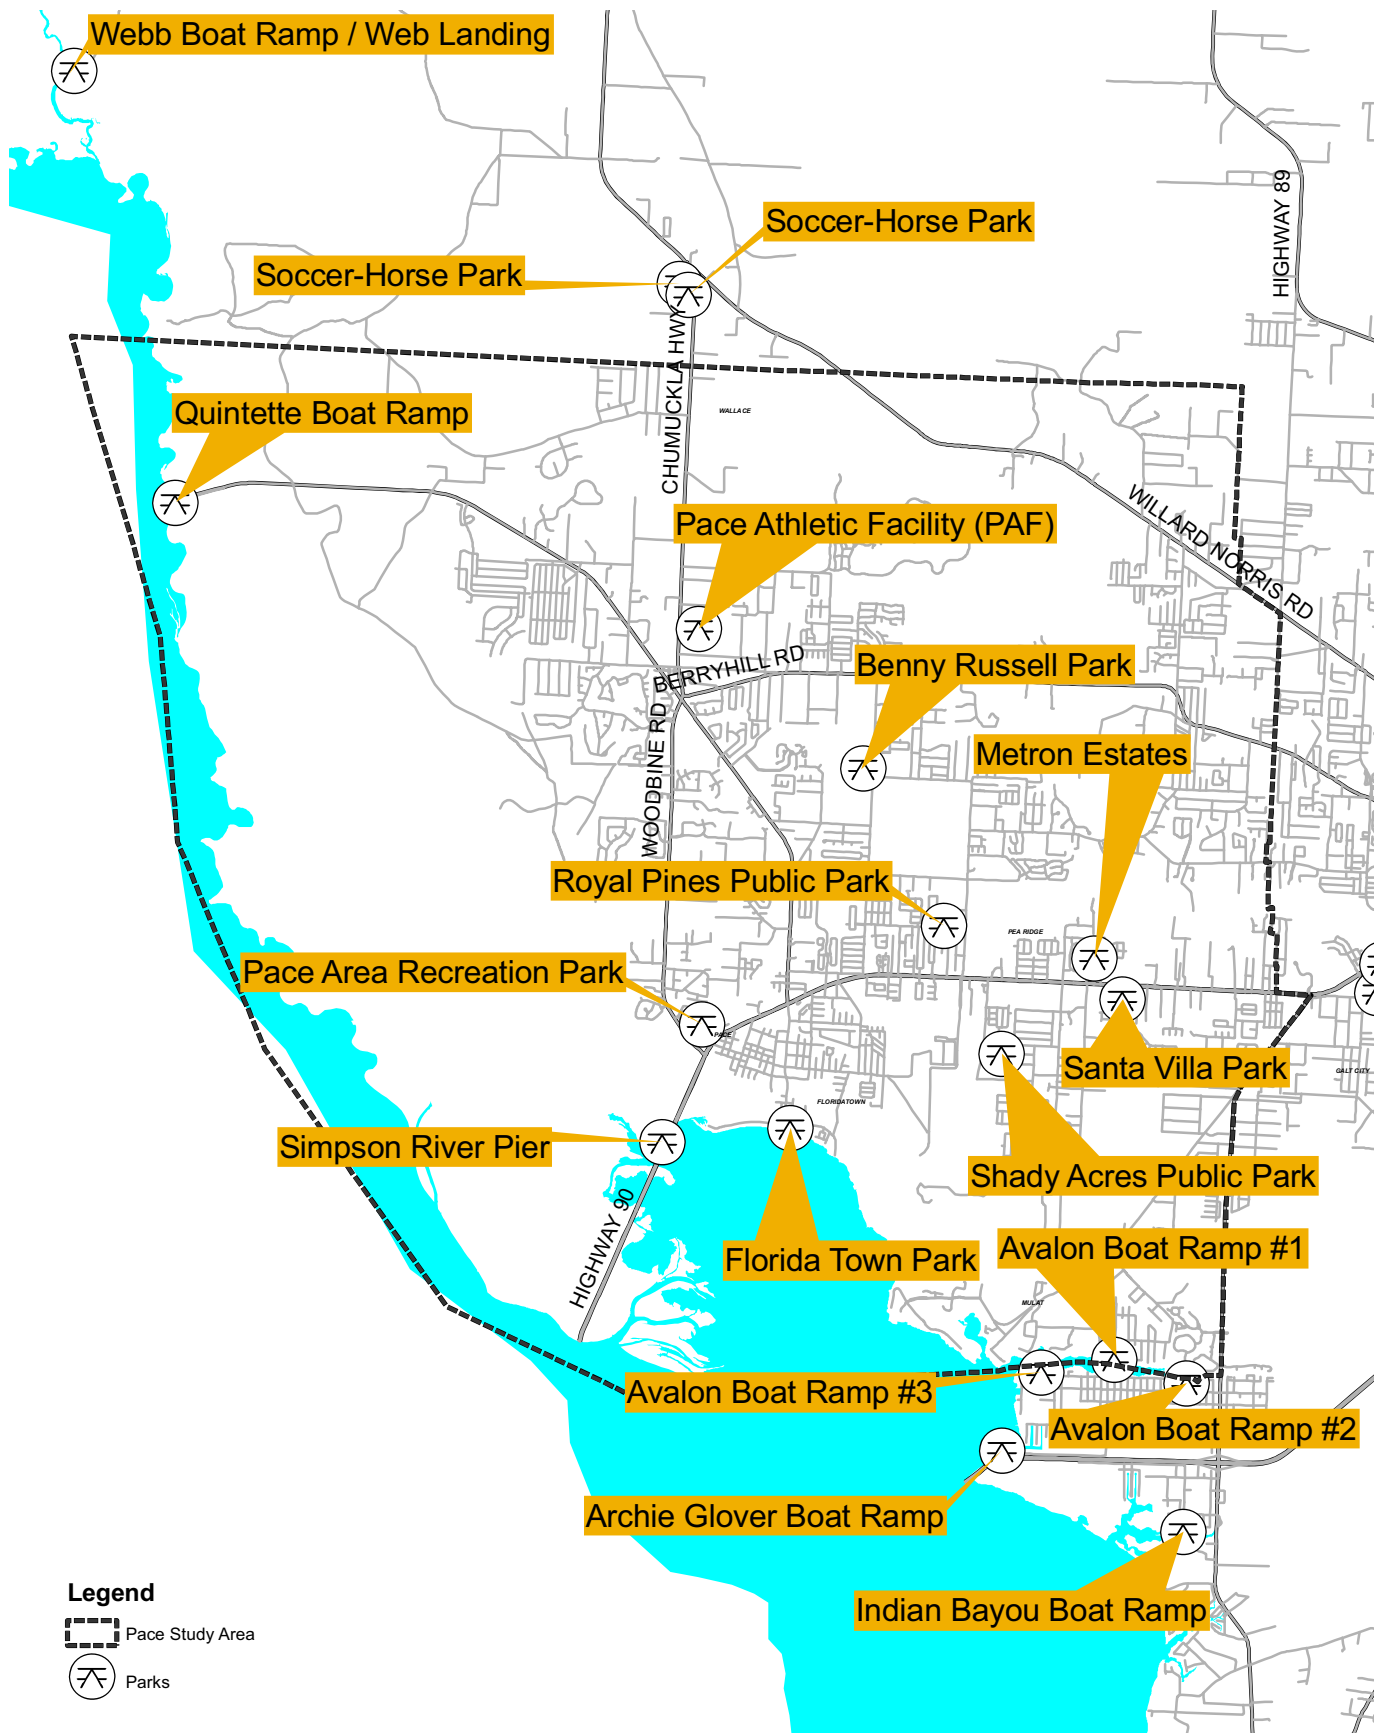 Webb Boat Ramp / Web Landing
HIGHWAY 89
Soccer-Horse Park
Soccer-Horse Park
CHUMUCKLA HWY
Quintette Boat Ramp
WALLACE
WILLARD NORRIS RD
Pace Athletic Facility (PAF)
BERRYHILL RD
Benny Russell Park
WOODBINE RD
Metron Estates
Royal Pines Public Park
PEA RIDGE
Pace Area Recreation Park
PACE
Santa Villa Park
GALT CITY
FLORIDATOWN
Simpson River Pier
Shady Acres Public Park
HIGHWAY 90
Florida Town Park
Avalon Boat Ramp #1
MULAT
Avalon Boat Ramp #3
Avalon Boat Ramp #2
Archie Glover Boat Ramp
Indian Bayou Boat Ramp
Legend
Pace Study Area
Parks